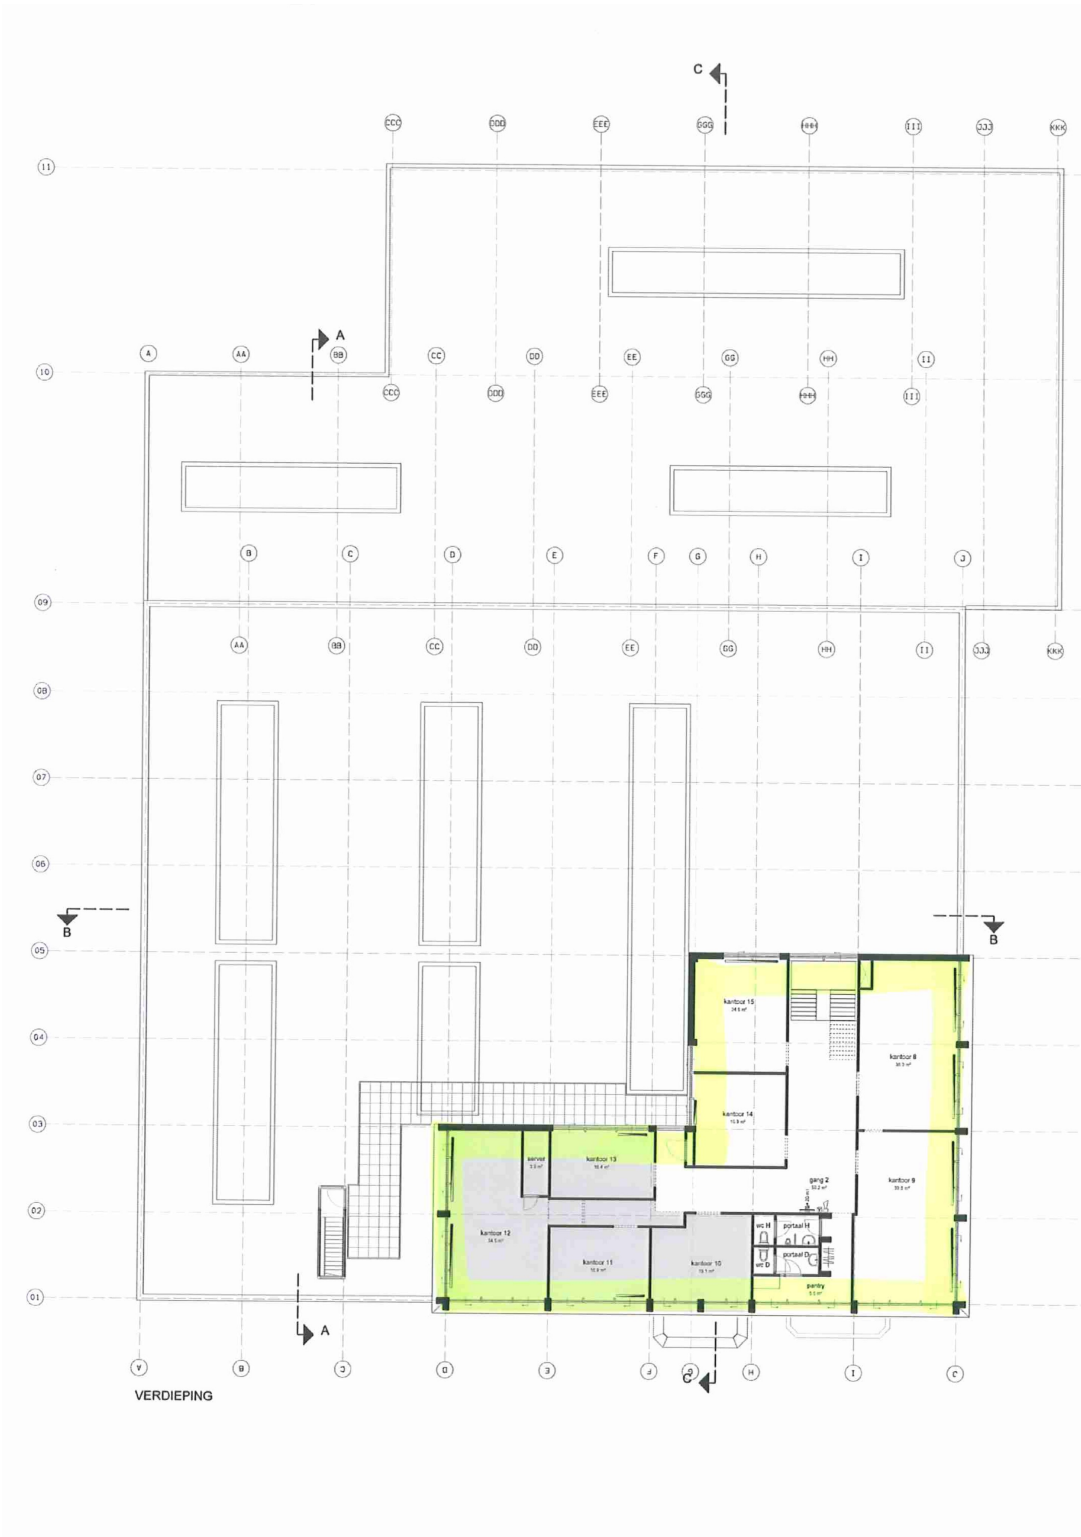 C
CCC DDD EEE GGG HHH III JJJ KKK
11
A
A AA BB CC DD EE GG HH II
10
CCC DDD EEE GGG HHH III
B C D E F G H I J
09
AA BB CC DD EE GG HH II JJJ KKK
08
07
06
B B
05
kantoor 15
04
kantoor 8
kantoor 14
03
server kantoor 13
gang 2 kantoor 9
02
wc H portaal H
kantoor 12
kantoor 11 kantoor 10
wc D portaal D
pantry
01
A
A B C D E F G H I J
C
VERDIEPING